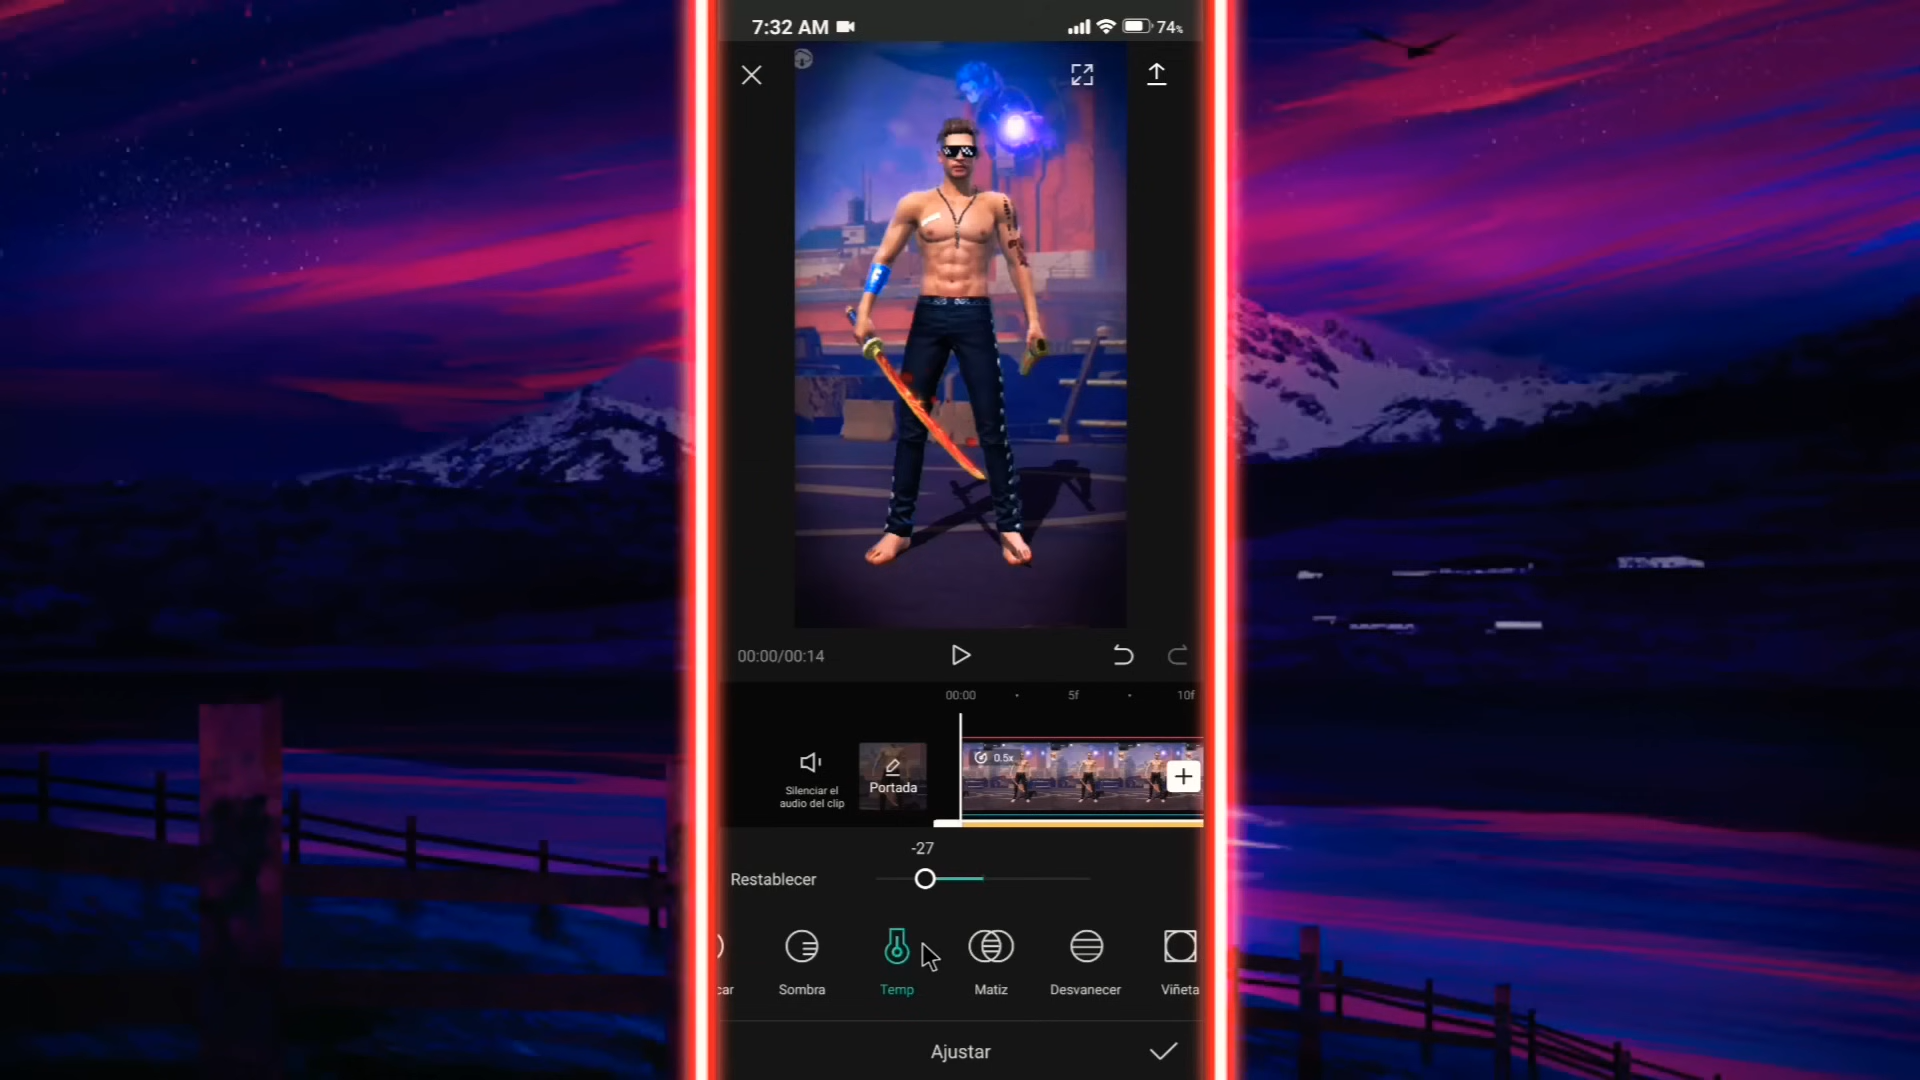 7:32 AM
74%
00:00/00:14
00:00
5f
10f
0.5x
Silenciar el
audio del clip
Portada
-27
Restablecer
car
Sombra
Temp
Matiz
Desvanecer
Viñeta
Ajustar